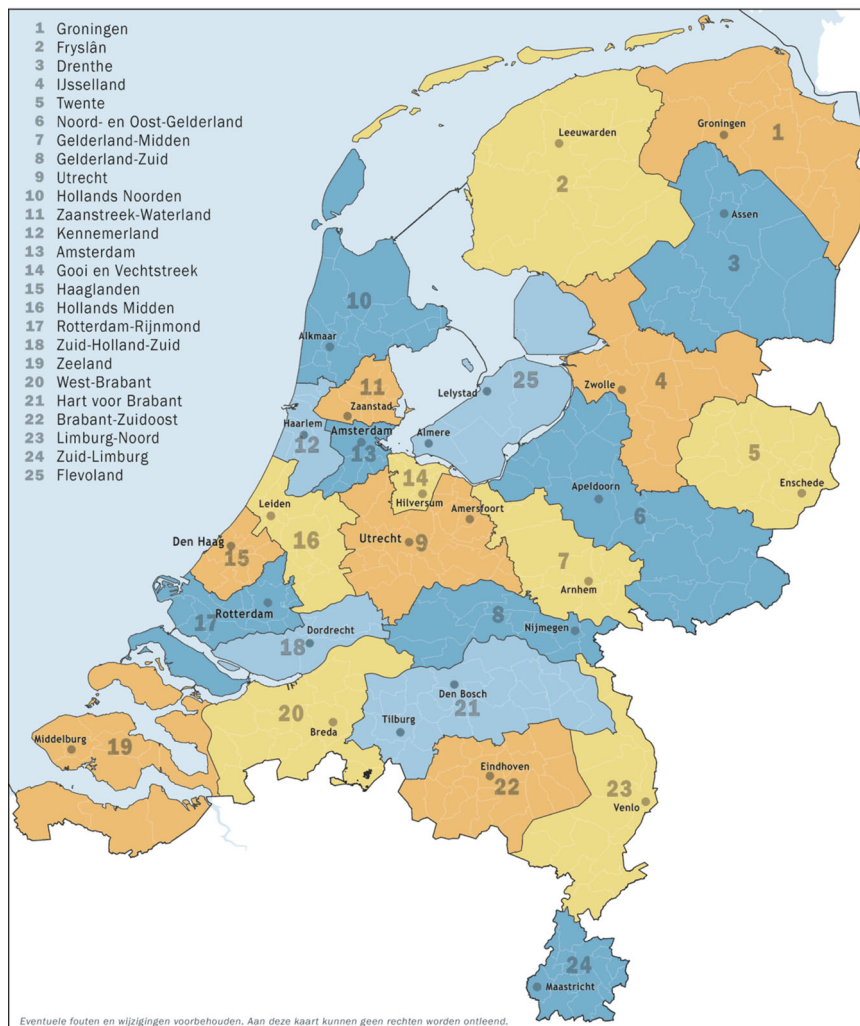 1 Groningen
2 Fryslân
3 Drenthe
4 IJsselland
5 Twente
6 Noord- en Oost-Gelderland
7 Gelderland-Midden
8 Gelderland-Zuid
9 Utrecht
10 Hollands Noorden
11 Zaanstreek-Waterland
12 Kennemerland
13 Amsterdam
14 Gooi en Vechtstreek
15 Haaglanden
16 Hollands Midden
17 Rotterdam-Rijnmond
18 Zuid-Holland-Zuid
19 Zeeland
20 West-Brabant
21 Hart voor Brabant
22 Brabant-Zuidoost
23 Limburg-Noord
24 Zuid-Limburg
25 Flevoland
Leeuwarden
2
Groningen
1
Assen
3
10
Alkmaar
11
Zaanstad
Haarlem
12
Amsterdam
13
Lelystad
25
Almere
Zwolle
4
5
Enschede
14
Hilversum
Apeldoorn
6
Leiden
16
Amersfoort
Utrecht
9
Den Haag
15
7
Arnhem
Rotterdam
17
Dordrecht
18
8
Nijmegen
Middelburg
19
20
Breda
Den Bosch
21
Tilburg
Eindhoven
22
23
Venlo
24
Maastricht
Eventuele fouten en wijzigingen voorbehouden. Aan deze kaart kunnen geen rechten worden ontleend.